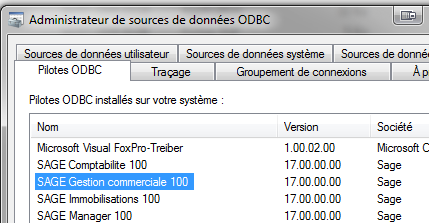 Administrateur de sources de données ODBC
Sources de données utilisateur Sources de données système Sources de donné
Pilotes ODBC Traçage Groupement de connexions À p
Pilotes ODBC installés sur votre système :
Nom Version Société
Microsoft Visual FoxPro-Treiber 1.00.02.00 Microsoft C
SAGE Comptabilite 100 17.00.00.00 Sage
SAGE Gestion commerciale 100 17.00.00.00 Sage
SAGE Immobilisations 100 17.00.00.00 Sage
SAGE Manager 100 17.00.00.00 Sage